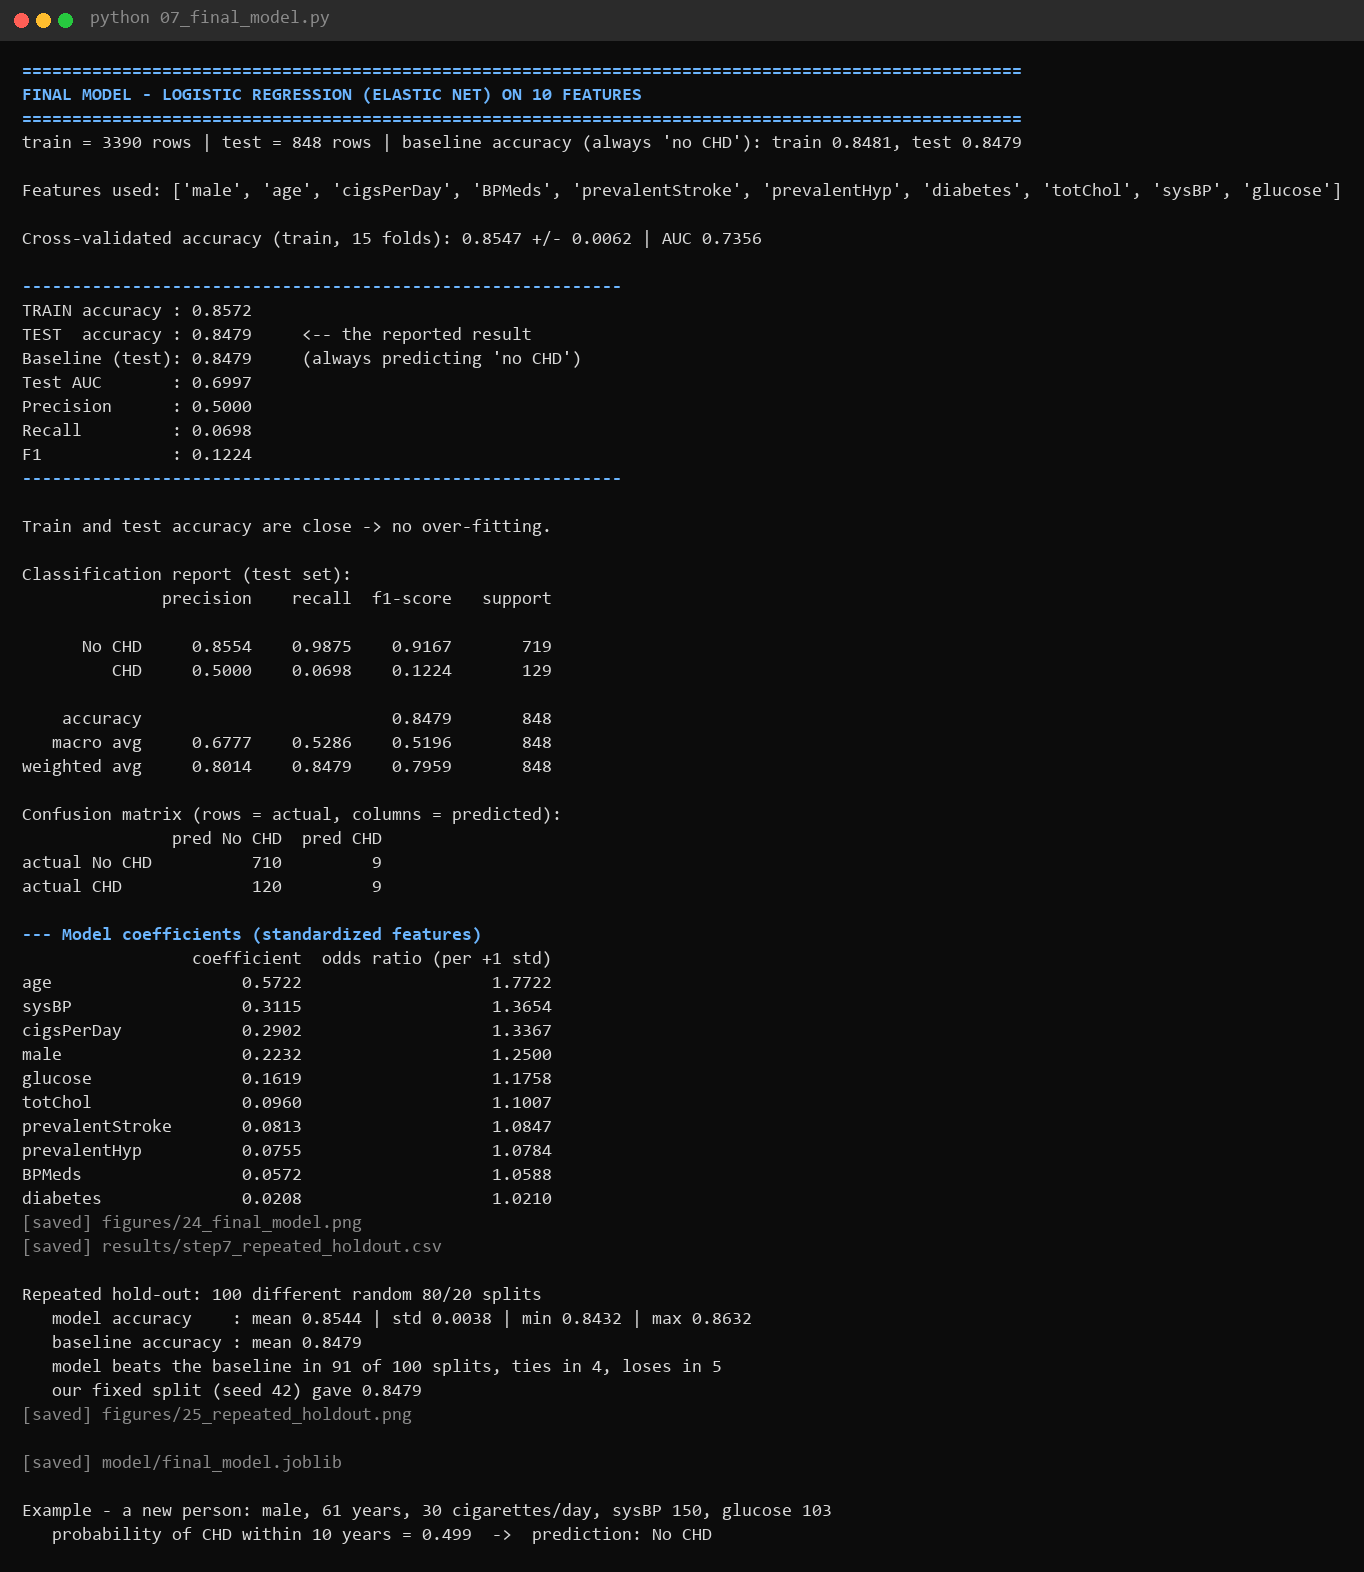 python 07_final_model.py
====================================================================================================
FINAL MODEL - LOGISTIC REGRESSION (ELASTIC NET) ON 10 FEATURES
====================================================================================================
train = 3390 rows | test = 848 rows | baseline accuracy (always 'no CHD'): train 0.8481, test 0.8479
Features used: ['male', 'age', 'cigsPerDay', 'BPMeds', 'prevalentStroke', 'prevalentHyp', 'diabetes', 'totChol', 'sysBP', 'glucose']
Cross-validated accuracy (train, 15 folds): 0.8547 +/- 0.0062 | AUC 0.7356
------------------------------------------------------------
TRAIN accuracy : 0.8572
TEST  accuracy : 0.8479     <-- the reported result
Baseline (test): 0.8479     (always predicting 'no CHD')
Test AUC       : 0.6997
Precision      : 0.5000
Recall         : 0.0698
F1             : 0.1224
------------------------------------------------------------
Train and test accuracy are close -> no over-fitting.
Classification report (test set):
              precision    recall  f1-score   support
      No CHD     0.8554    0.9875    0.9167       719
         CHD     0.5000    0.0698    0.1224       129
    accuracy                         0.8479       848
   macro avg     0.6777    0.5286    0.5196       848
weighted avg     0.8014    0.8479    0.7959       848
Confusion matrix (rows = actual, columns = predicted):
               pred No CHD  pred CHD
actual No CHD          710         9
actual CHD             120         9
--- Model coefficients (standardized features)
                 coefficient  odds ratio (per +1 std)
age                   0.5722                   1.7722
sysBP                 0.3115                   1.3654
cigsPerDay            0.2902                   1.3367
male                  0.2232                   1.2500
glucose               0.1619                   1.1758
totChol               0.0960                   1.1007
prevalentStroke       0.0813                   1.0847
prevalentHyp          0.0755                   1.0784
BPMeds                0.0572                   1.0588
diabetes              0.0208                   1.0210
[saved] figures/24_final_model.png
[saved] results/step7_repeated_holdout.csv
Repeated hold-out: 100 different random 80/20 splits
   model accuracy    : mean 0.8544 | std 0.0038 | min 0.8432 | max 0.8632
   baseline accuracy : mean 0.8479
   model beats the baseline in 91 of 100 splits, ties in 4, loses in 5
   our fixed split (seed 42) gave 0.8479
[saved] figures/25_repeated_holdout.png
[saved] model/final_model.joblib
Example - a new person: male, 61 years, 30 cigarettes/day, sysBP 150, glucose 103
   probability of CHD within 10 years = 0.499  ->  prediction: No CHD